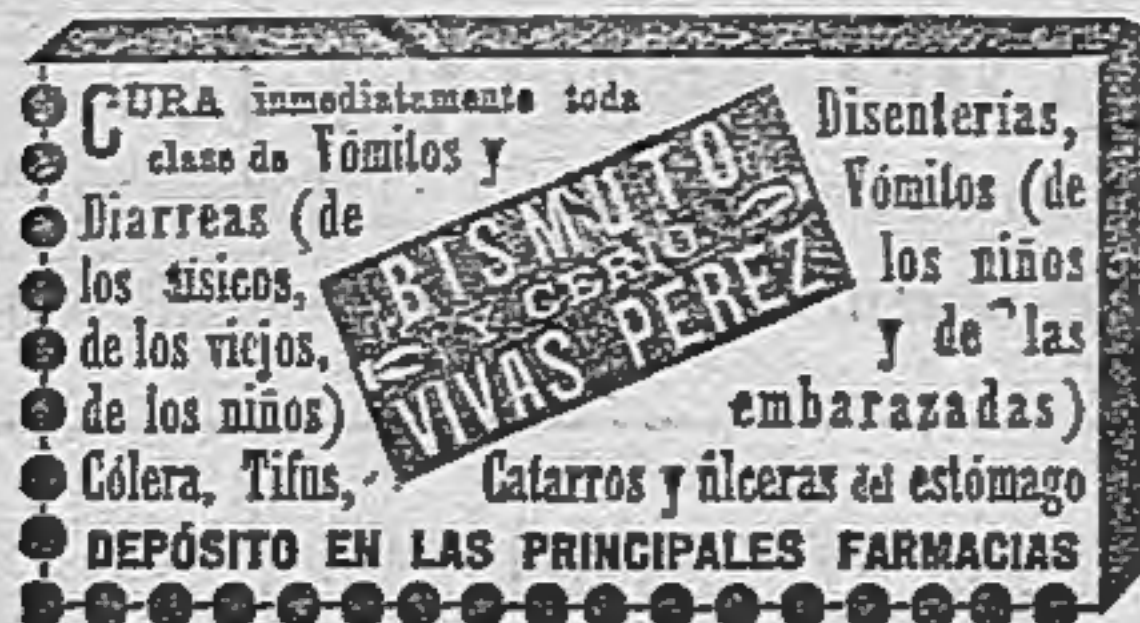 CURA inmediatamente toda
clase de Vómitos y
Diarreas (de
los tísicos,
de los viejos,
de los niños)
Cólera, Tifus,
BISMUTO
Y CERIO
VIVAS PEREZ
Disenterías,
Vómitos (de
los niños
y de las
embarazadas)
Catarros y úlceras del estómago
DEPÓSITO EN LAS PRINCIPALES FARMACIAS